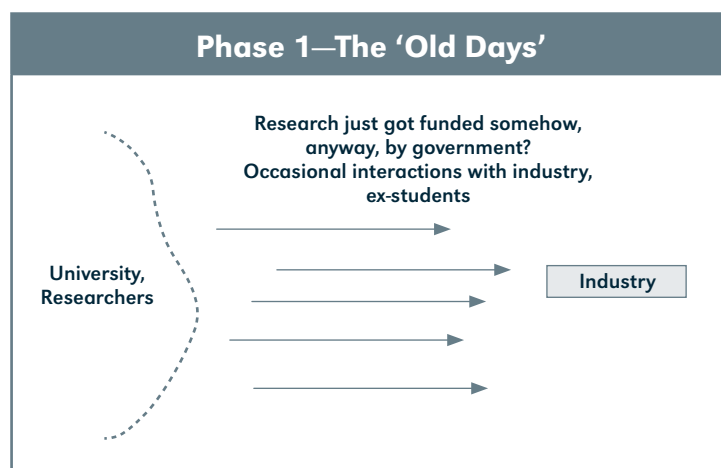 Phase 1—The ‘Old Days’
Research just got funded somehow,
anyway, by government?
Occasional interactions with industry,
ex-students
University,
Researchers
Industry